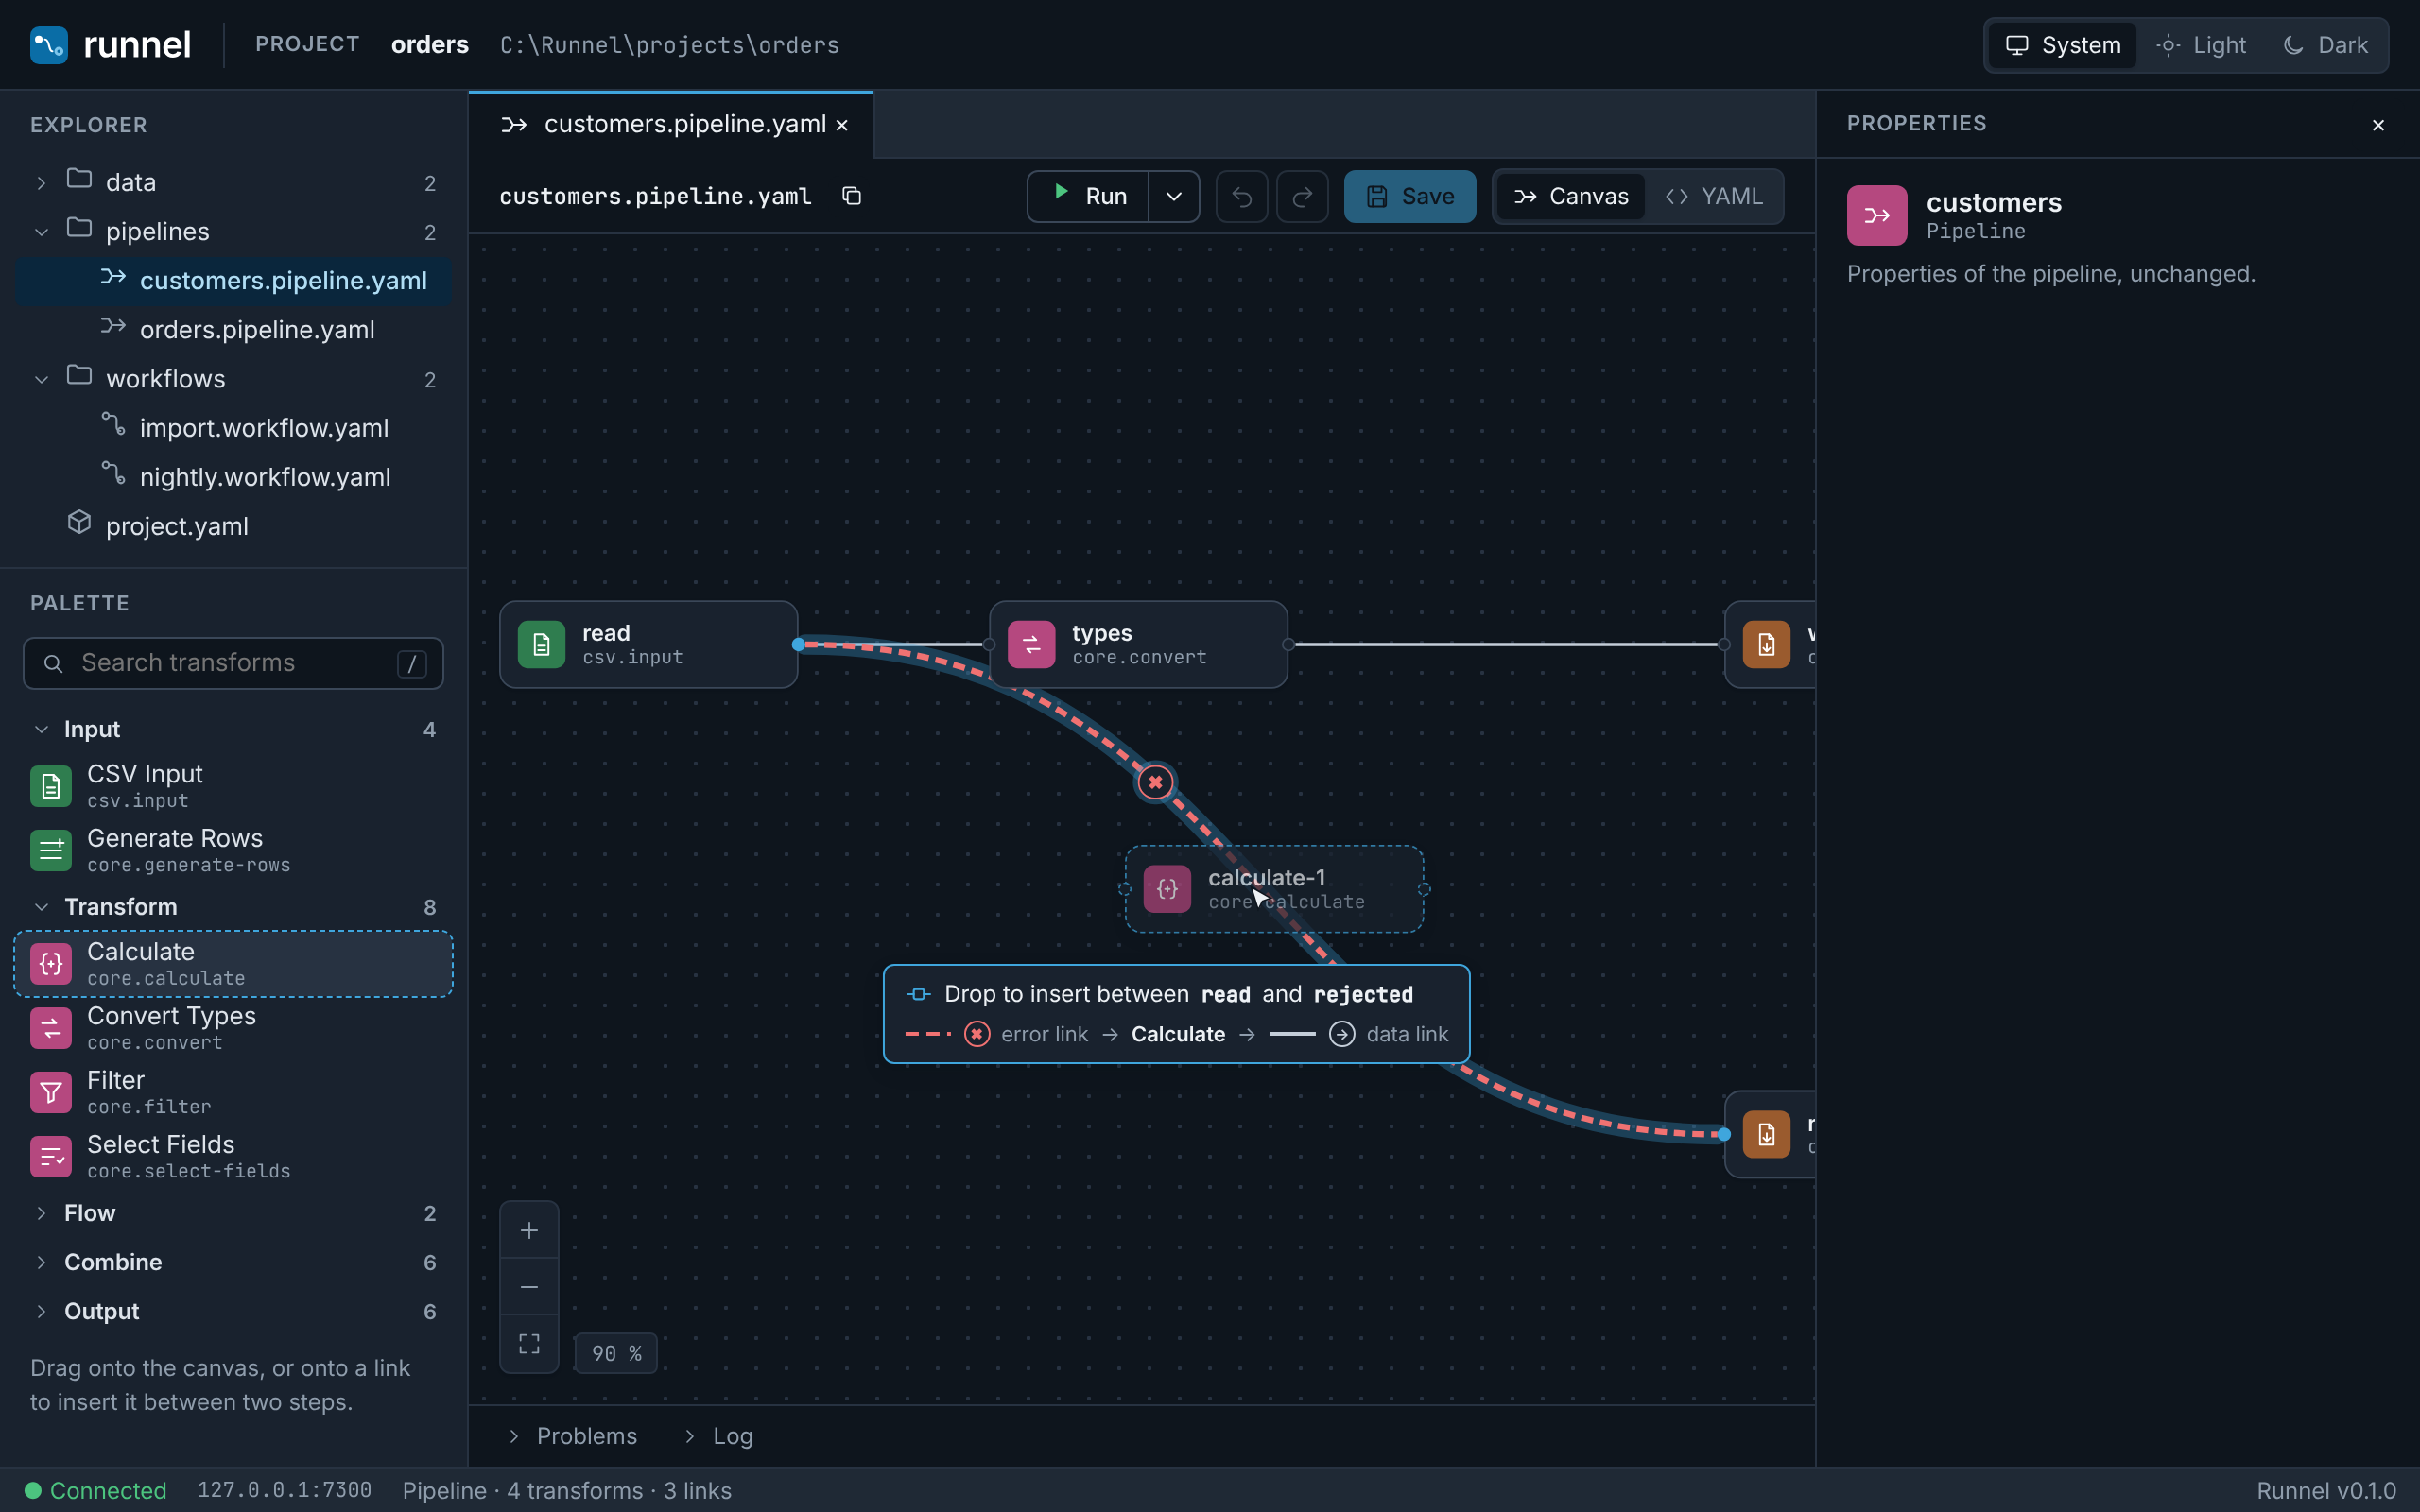 runnel
PROJECT orders C:\Runnel\projects\orders
System Light Dark
EXPLORER
data 2
pipelines 2
customers.pipeline.yaml
orders.pipeline.yaml
workflows 2
import.workflow.yaml
nightly.workflow.yaml
project.yaml
PALETTE
Search transforms /
Input 4
CSV Input
csv.input
Generate Rows
core.generate-rows
Transform 8
Calculate
core.calculate
Convert Types
core.convert
Filter
core.filter
Select Fields
core.select-fields
Flow 2
Combine 6
Output 6
Drag onto the canvas, or onto a link
to insert it between two steps.
customers.pipeline.yaml
customers.pipeline.yaml
Run Save Canvas YAML
read
csv.input
types
core.convert
calculate-1
core.calculate
Drop to insert between read and rejected
error link → Calculate → data link
90 %
Problems Log
PROPERTIES
customers
Pipeline
Properties of the pipeline, unchanged.
Connected 127.0.0.1:7300 Pipeline · 4 transforms · 3 links
Runnel v0.1.0